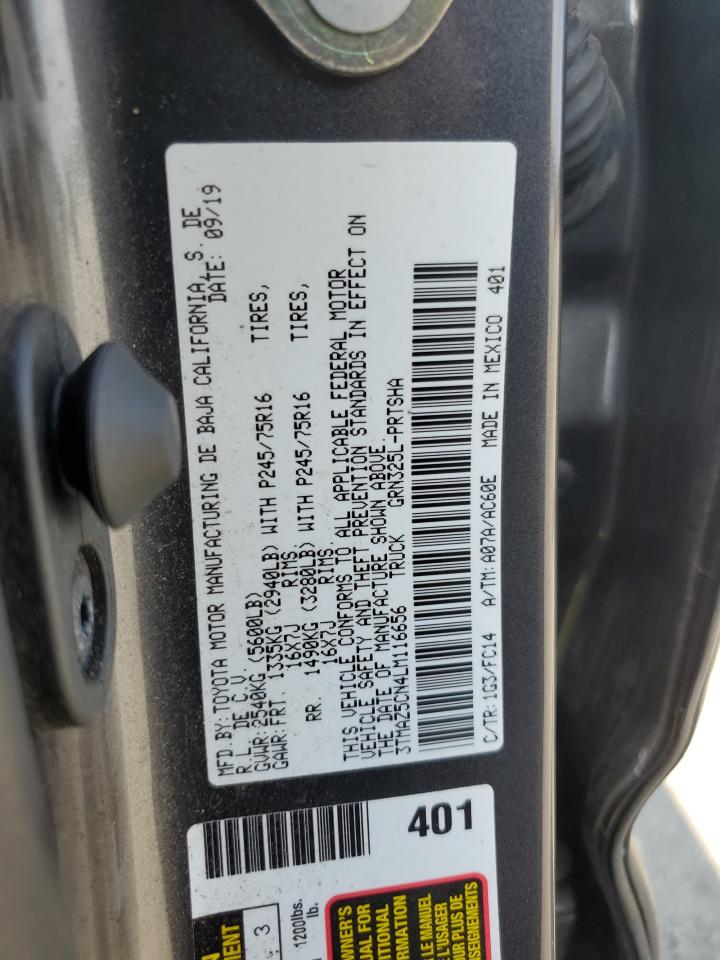 MFD.BY: TOYOTA MOTOR MANUFACTURING DE BAJA CALIFORNIA, S. DE
R.L. DE C.V. DATE: 09/19
GVWR: 2540KG (5600LB)
GAWR: FRT. 1335KG (2940LB) WITH P245/75R16 TIRES,
16X7J RIMS
RR. 1490KG (3280LB) WITH P245/75R16 TIRES,
16X7J RIMS
THIS VEHICLE CONFORMS TO ALL APPLICABLE FEDERAL MOTOR
VEHICLE SAFETY AND THEFT PREVENTION STANDARDS IN EFFECT ON
THE DATE OF MANUFACTURE SHOWN ABOVE.
3TMAZ5CN4LM116656 TRUCK GRN325L-PRTSHA
C/TR: 1G3/FC14 A/TM: A07A/AC60E MADE IN MEXICO 401
401
3
1200lbs.
lb.